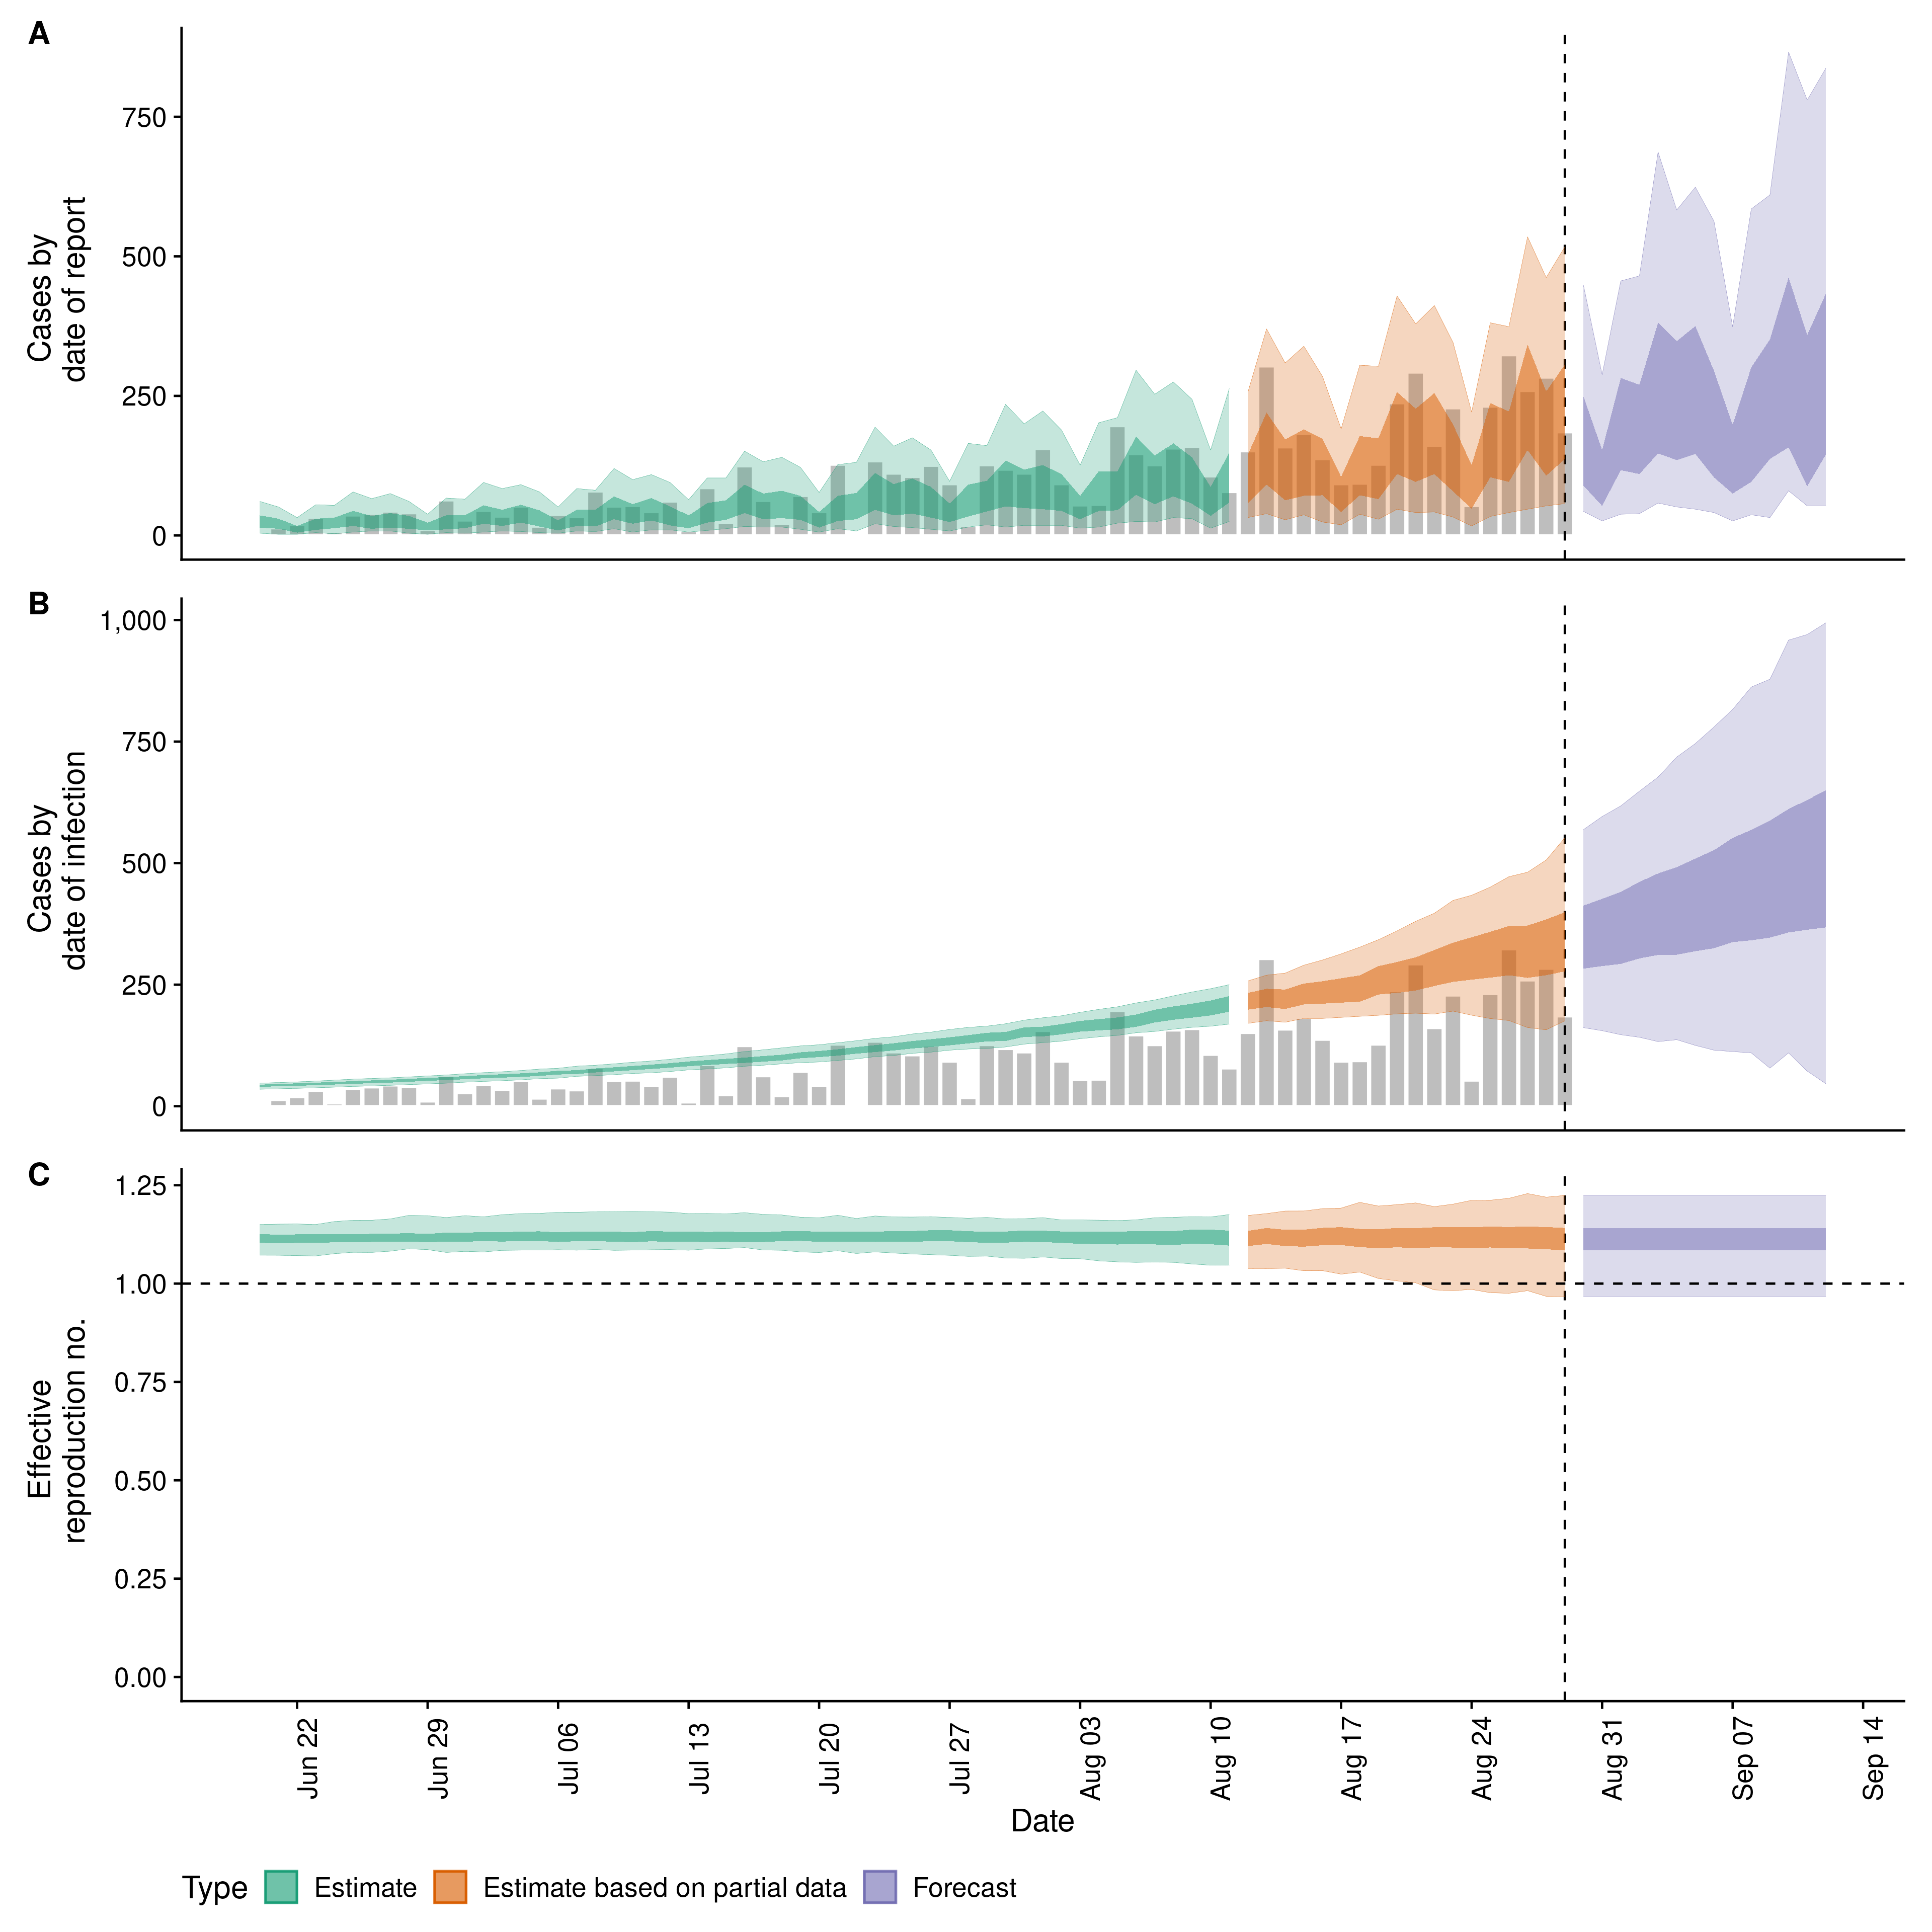 A
Cases by
date of report
750
500
250
0
B
Cases by
date of infection
1,000
750
500
250
0
C
Effective
reproduction no.
1.25
1.00
0.75
0.50
0.25
0.00
Jun 22
Jun 29
Jul 06
Jul 13
Jul 20
Jul 27
Aug 03
Aug 10
Aug 17
Aug 24
Aug 31
Sep 07
Sep 14
Date
Type Estimate Estimate based on partial data Forecast